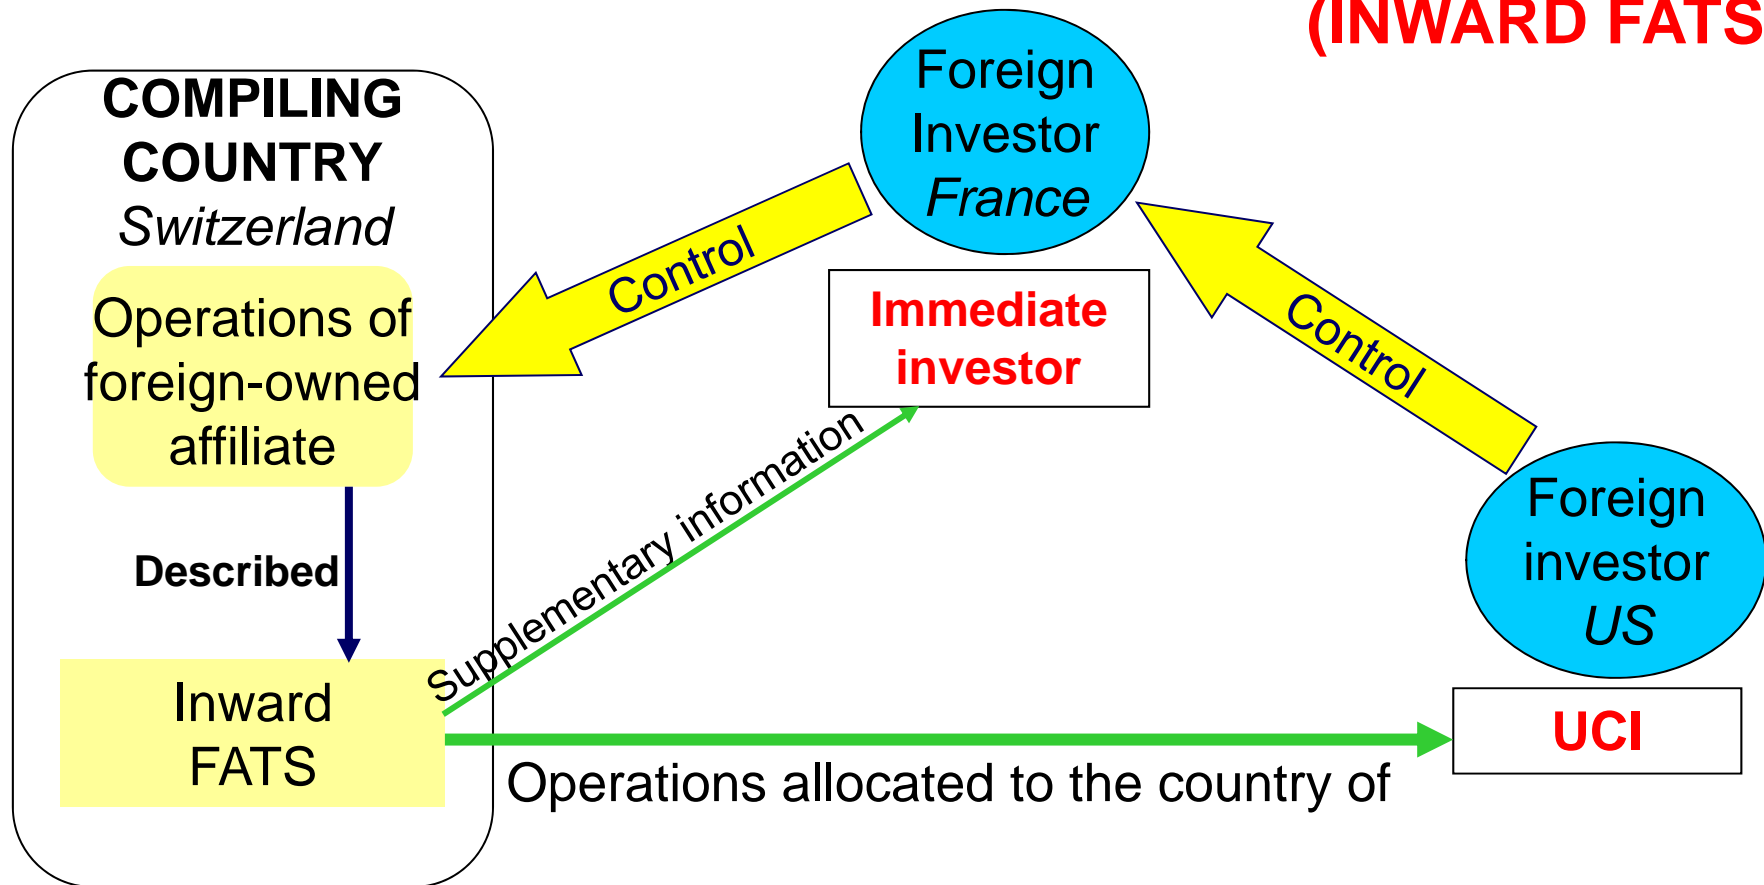 (INWARD FATS
COMPILING
COUNTRY
Switzerland
Operations of
foreign-owned
affiliate
Described
Inward
FATS
Control
Foreign
Investor
France
Immediate
investor
Control
Supplementary information
Foreign
investor
US
UCI
Operations allocated to the country of